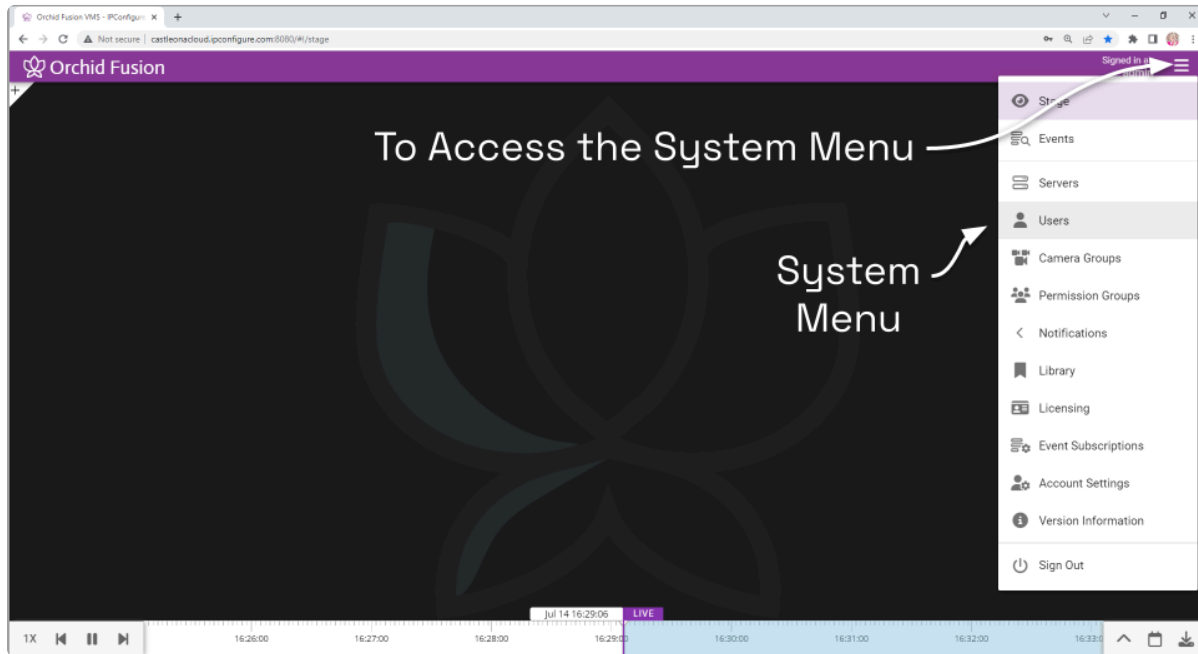 Orchid Fusion VMS - IPConfigure
Not secure | castleonacloud.ipconfigure.com:8080/#!/stage
Orchid Fusion
Signed in a
Stage
Events
To Access the System Menu
Servers
Users
Camera Groups
System
Menu
Permission Groups
Notifications
Library
Licensing
Event Subscriptions
Account Settings
Version Information
Sign Out
Jul 14 16:29:06 LIVE
1X 16:26:00 16:27:00 16:28:00 16:29:00 16:30:00 16:31:00 16:32:00 16:33:0